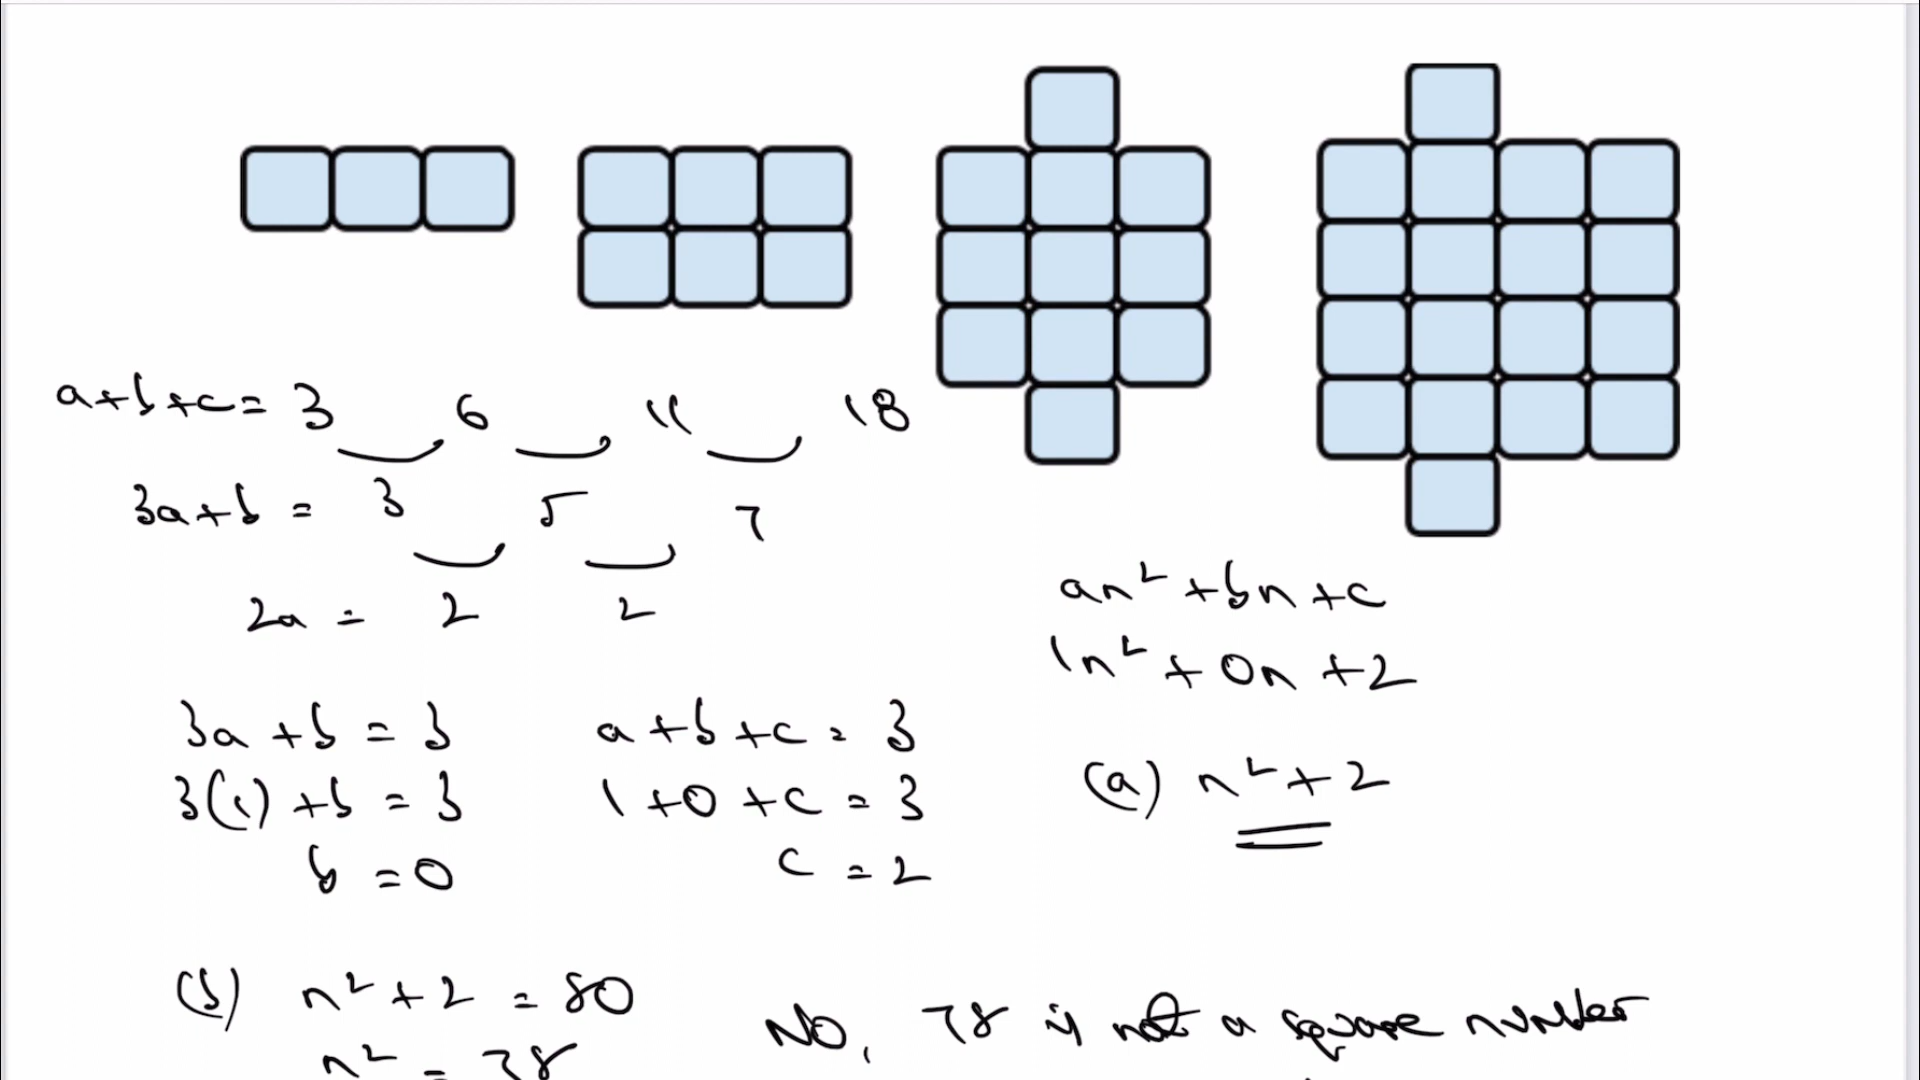 a+b+c = 3 6 11 18
3a+b = 3 5 7
2a = 2 2
an² + bn + c
1n² + 0n + 2
3a + b = 3 a + b + c = 3
3(1) + b = 3 1 + 0 + c = 3
b = 0 c = 2
(a) n² + 2
(b) n² + 2 = 80
n² = 78
No, 78 is not a square number